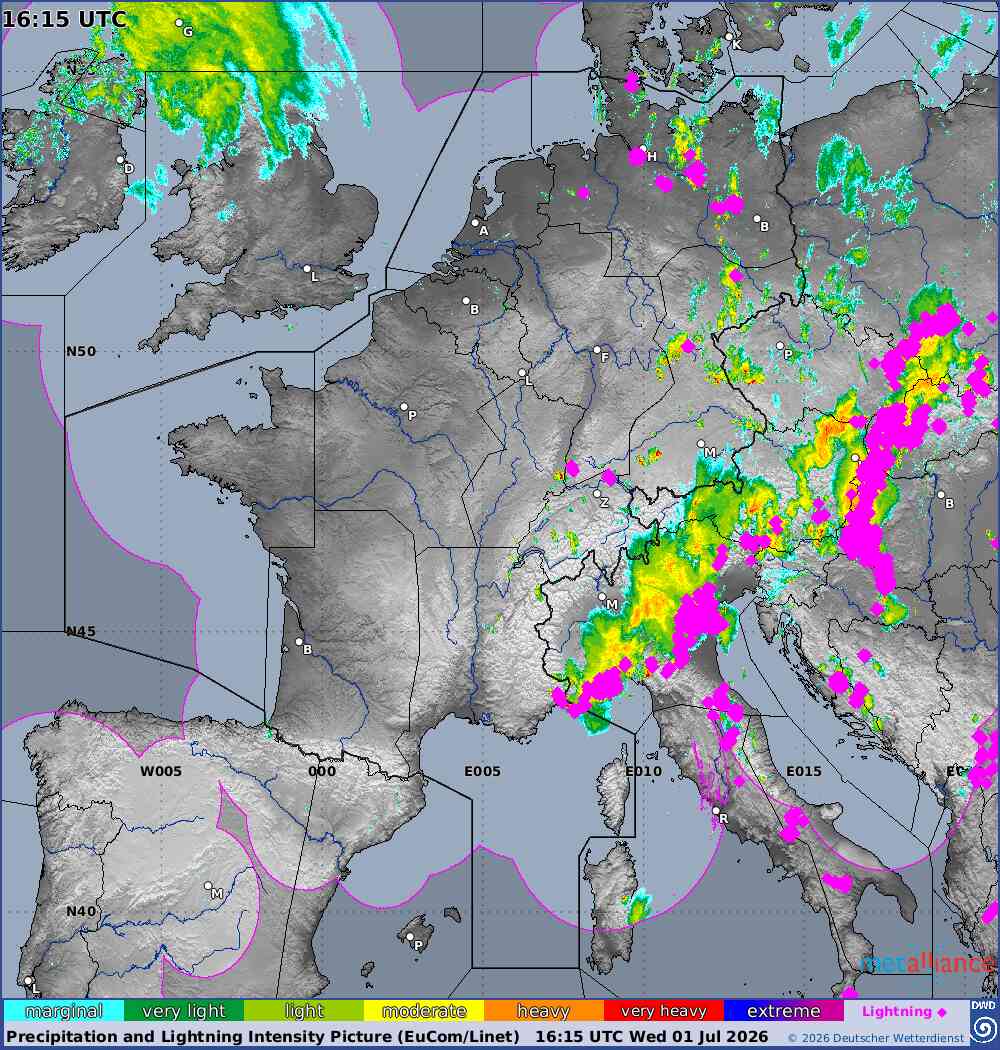 16:15 UTC
G
K
D
H
A
B
L
B
N50
F
P
L
P
M
Z
B
M
N45
B
W005
000
E005
E010
E015
R
M
N40
P
L
metalliance
marginal
very light
light
moderate
heavy
very heavy
extreme
Lightning
DWD
Precipitation and Lightning Intensity Picture (EuCom/Linet) 16:15 UTC Wed 01 Jul 2026 © 2026 Deutscher Wetterdienst